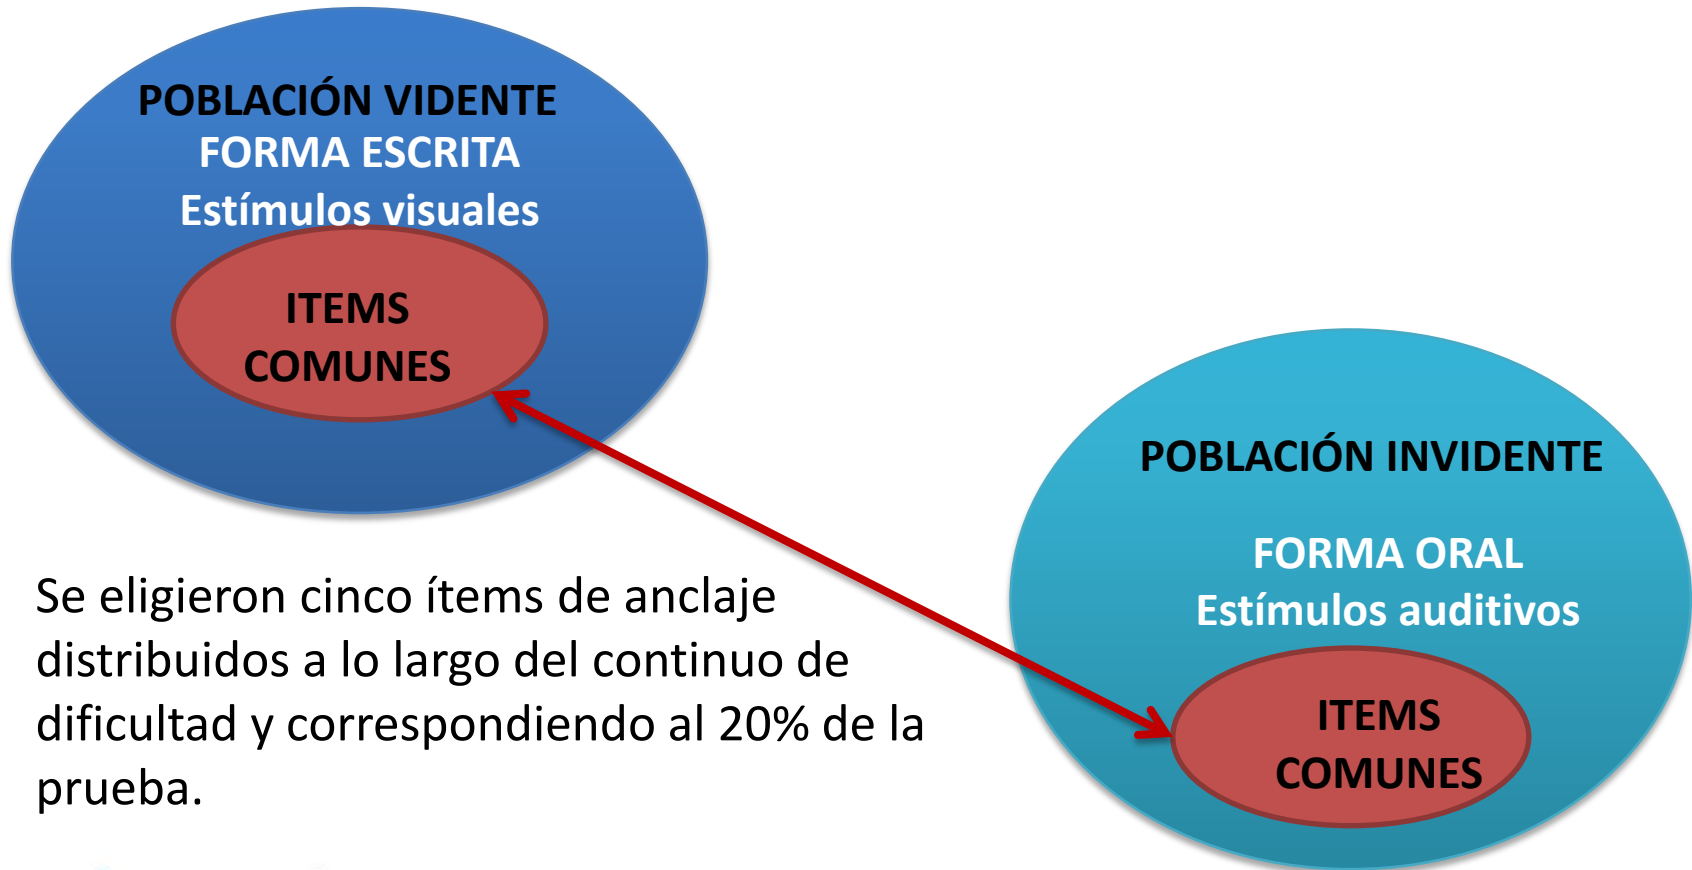 POBLACIÓN VIDENTE
FORMA ESCRITA
Estímulos visuales
ITEMS
COMUNES
POBLACIÓN INVIDENTE
FORMA ORAL
Estímulos auditivos
ITEMS
COMUNES
Se eligieron cinco ítems de anclaje
distribuidos a lo largo del continuo de
dificultad y correspondiendo al 20% de la
prueba.